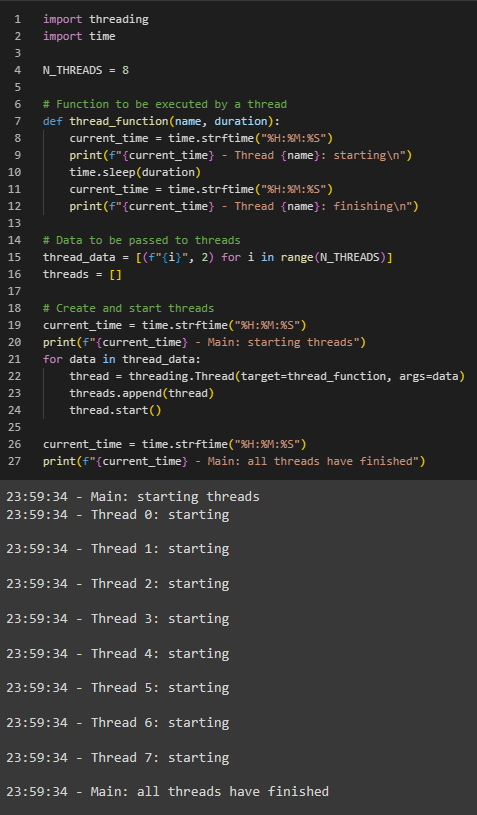 1 import threading
2 import time
3
4 N_THREADS = 8
5
6 # Function to be executed by a thread
7 def thread_function(name, duration):
8     current_time = time.strftime("%H:%M:%S")
9     print(f"{current_time} - Thread {name}: starting\n")
10     time.sleep(duration)
11     current_time = time.strftime("%H:%M:%S")
12     print(f"{current_time} - Thread {name}: finishing\n")
13
14 # Data to be passed to threads
15 thread_data = [(f"{i}", 2) for i in range(N_THREADS)]
16 threads = []
17
18 # Create and start threads
19 current_time = time.strftime("%H:%M:%S")
20 print(f"{current_time} - Main: starting threads")
21 for data in thread_data:
22     thread = threading.Thread(target=thread_function, args=data)
23     threads.append(thread)
24     thread.start()
25
26 current_time = time.strftime("%H:%M:%S")
27 print(f"{current_time} - Main: all threads have finished")
23:59:34 - Main: starting threads
23:59:34 - Thread 0: starting
23:59:34 - Thread 1: starting
23:59:34 - Thread 2: starting
23:59:34 - Thread 3: starting
23:59:34 - Thread 4: starting
23:59:34 - Thread 5: starting
23:59:34 - Thread 6: starting
23:59:34 - Thread 7: starting
23:59:34 - Main: all threads have finished